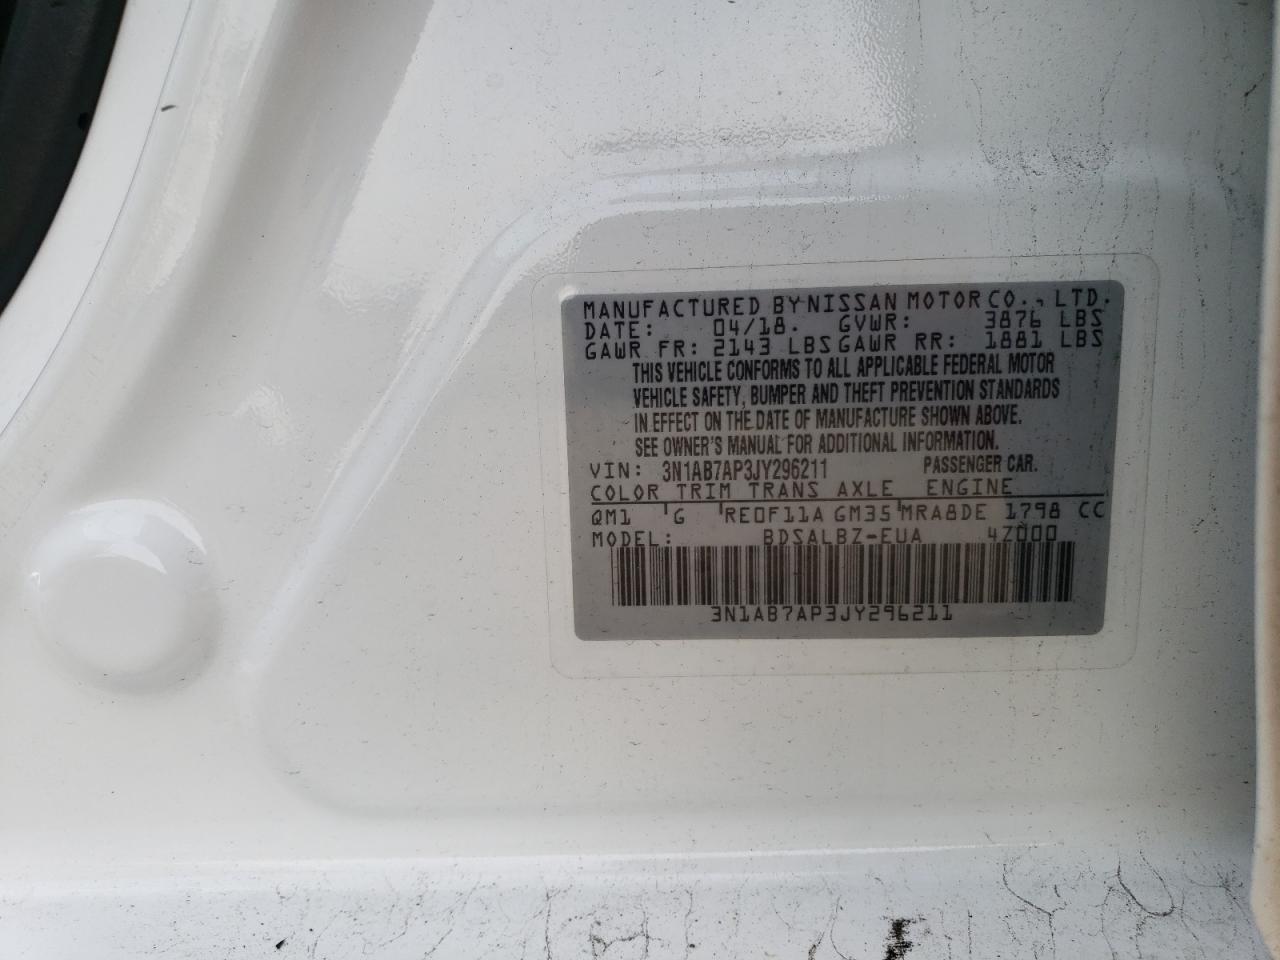 MANUFACTURED BY NISSAN MOTOR CO., LTD.
DATE: 04/18. GVWR: 3876 LBS
GAWR FR: 2143 LBS GAWR RR: 1881 LBS
THIS VEHICLE CONFORMS TO ALL APPLICABLE FEDERAL MOTOR
VEHICLE SAFETY, BUMPER AND THEFT PREVENTION STANDARDS
IN EFFECT ON THE DATE OF MANUFACTURE SHOWN ABOVE.
SEE OWNER'S MANUAL FOR ADDITIONAL INFORMATION.
VIN: 3N1AB7AP3JY296211 PASSENGER CAR.
COLOR TRIM TRANS AXLE ENGINE
QM1 G RE0F11A GM35 MRA8DE 1798 CC
MODEL: BDSALBZ-EUA 4Z000
3N1AB7AP3JY296211